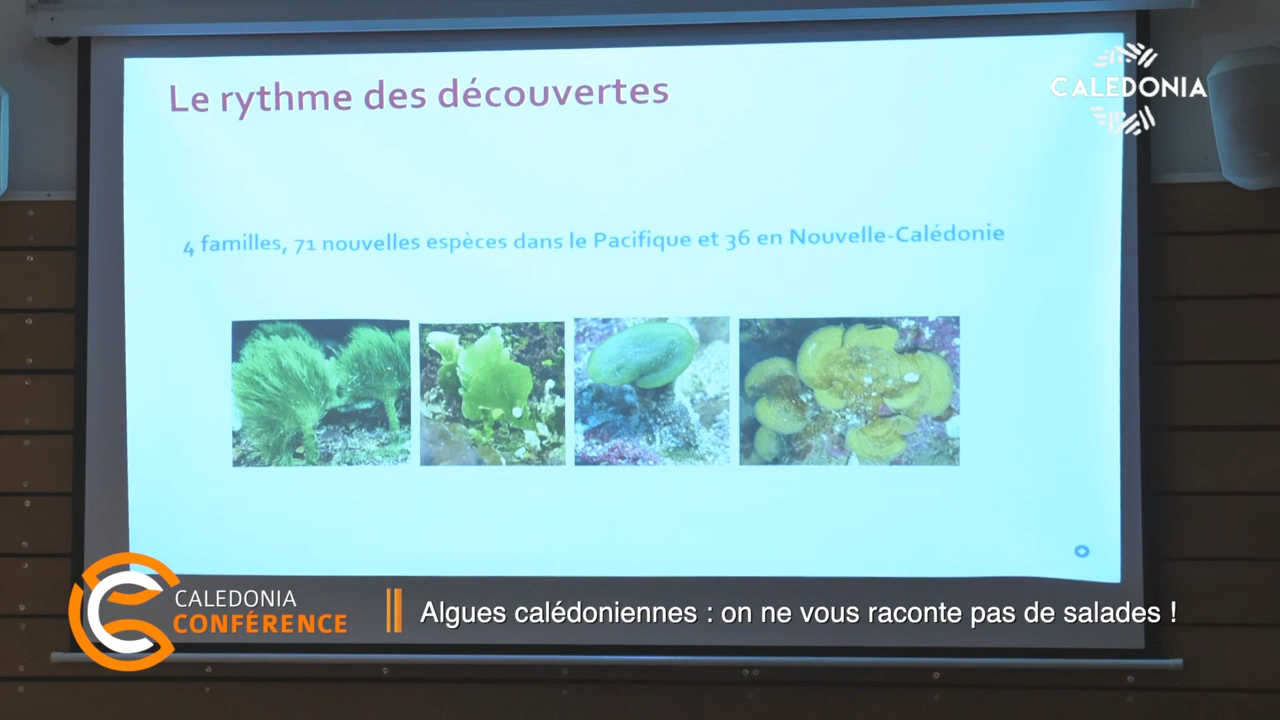 Le rythme des découvertes
CALEDONIA
4 familles, 71 nouvelles espèces dans le Pacifique et 36 en Nouvelle-Calédonie
CALEDONIA
CONFÉRENCE
Algues calédoniennes : on ne vous raconte pas de salades !